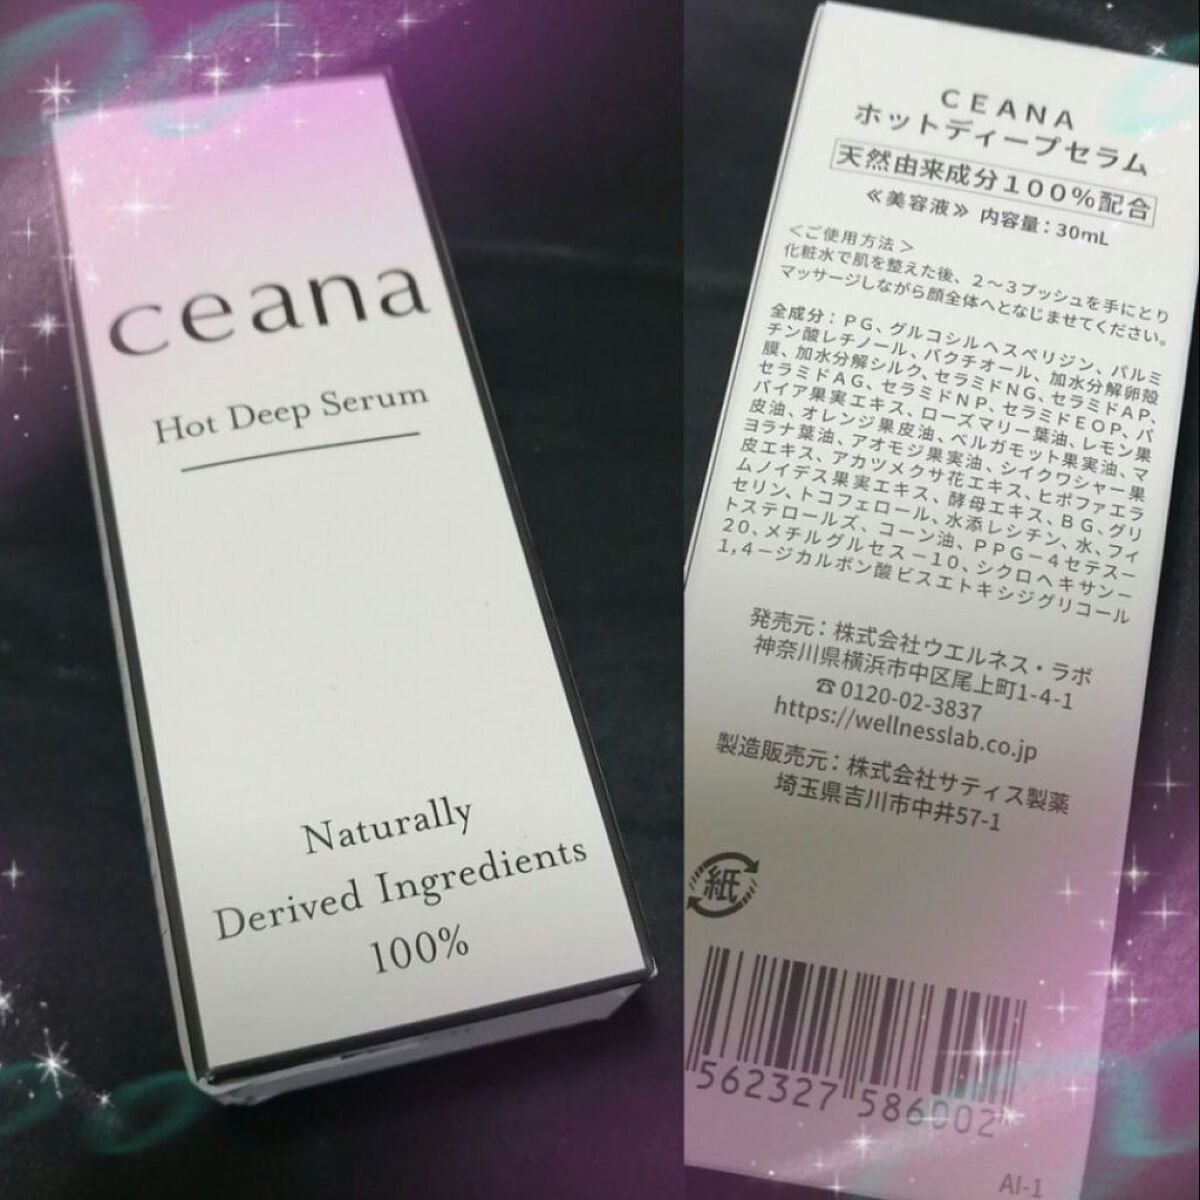 ceana
Hot Deep Serum
Naturally
Derived Ingredients
100%
CEANA
ホットディープセラム
天然由来成分100%配合
≪美容液≫ 内容量：30mL
＜ご使用方法＞
化粧水で肌を整えた後、2～3プッシュを手にとり
マッサージしながら顔全体へとなじませてください。
全成分：PG、グルコシルヘスペリジン、パルミ
チン酸レチノール、バクチオール、加水分解卵殻
膜、加水分解シルク、セラミドNG、セラミドAP、
セラミドAG、セラミドNP、セラミドEOP、パ
パイア果実エキス、ローズマリー葉油、レモン果
皮油、オレンジ果皮油、ベルガモット果実油、マ
ヨラナ葉油、アオモジ果実油、シイクワシャー果
皮エキス、アカツメクサ花エキス、ヒポファエラ
ムノイデス果実エキス、酵母エキス、BG、グリ
セリン、トコフェロール、水添レシチン、水、フィ
トステロールズ、コーン油、PPG－4セテス－
20、メチルグルセス－10、シクロヘキサン－
1,4－ジカルボン酸ビスエトキシジグリコール
発売元：株式会社ウエルネス・ラボ
神奈川県横浜市中区尾上町1-4-1
☎0120-02-3837
https://wellnesslab.co.jp
製造販売元：株式会社サティス製薬
埼玉県吉川市中井57-1
紙
562327 586002
AI-1